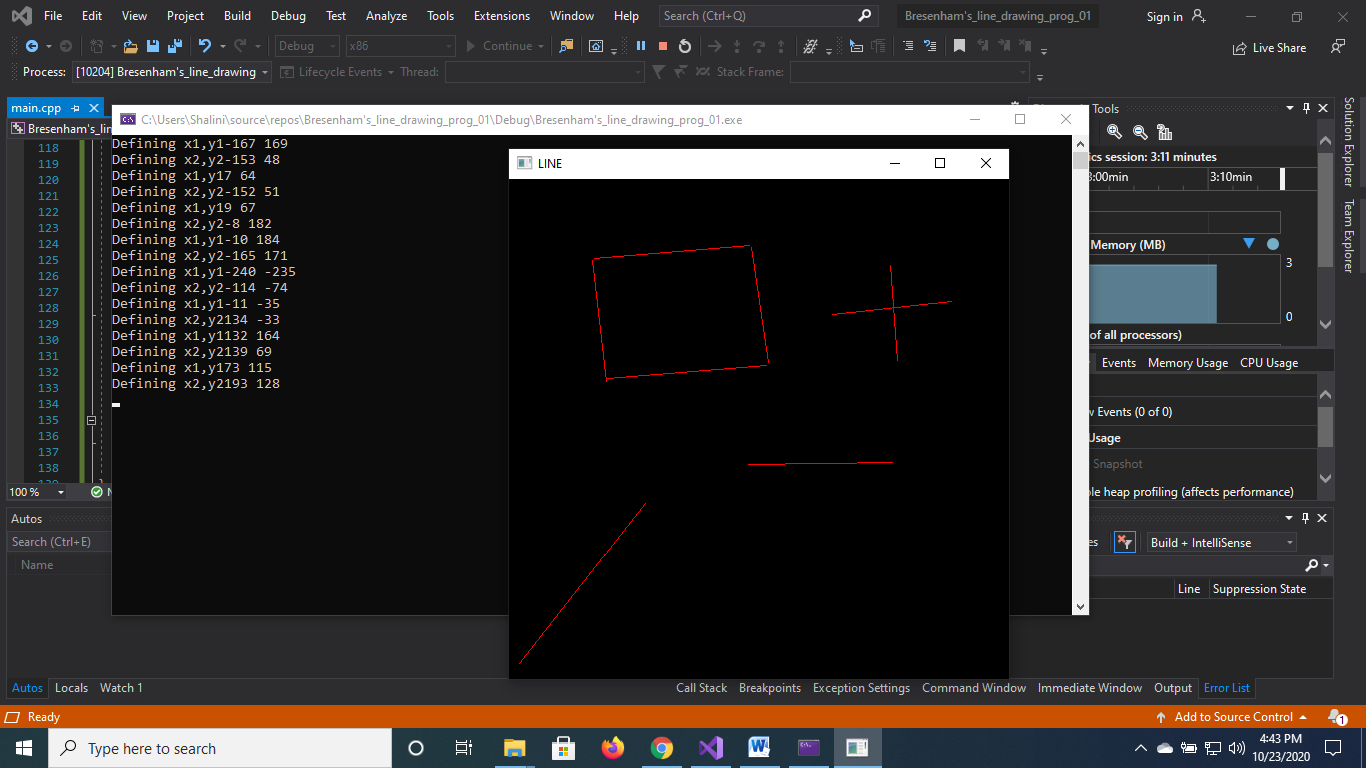 File Edit View Project Build Debug Test Analyze Tools Extensions Window Help Search (Ctrl+Q) Bresenham's_line_drawing_prog_01 Sign in
Debug x86 Continue Live Share
Process: [10204] Bresenham's_line_drawing Lifecycle Events Thread: Stack Frame:
main.cpp
Bresenham's_lin
118
119
120
121
122
123
124
125
126
127
128
129
130
131
132
133
134
135
136
137
138
100 %
C:\Users\Shalini\source\repos\Bresenham's_line_drawing_prog_01\Debug\Bresenham's_line_drawing_prog_01.exe
Defining x1,y1-167 169
Defining x2,y2-153 48
Defining x1,y17 64
Defining x2,y2-152 51
Defining x1,y19 67
Defining x2,y2-8 182
Defining x1,y1-10 184
Defining x2,y2-165 171
Defining x1,y1-240 -235
Defining x2,y2-114 -74
Defining x1,y1-11 -35
Defining x2,y2134 -33
Defining x1,y1132 164
Defining x2,y2139 69
Defining x1,y173 115
Defining x2,y2193 128
LINE
Tools
ics session: 3:11 minutes
3:00min 3:10min
Memory (MB)
3
0
of all processors)
Events Memory Usage CPU Usage
w Events (0 of 0)
Usage
Snapshot
ble heap profiling (affects performance)
Solution Explorer
Team Explorer
Autos
Search (Ctrl+E)
Name
es Build + IntelliSense
Line Suppression State
Autos Locals Watch 1 Call Stack Breakpoints Exception Settings Command Window Immediate Window Output Error List
Ready Add to Source Control 1
Type here to search
4:43 PM
10/23/2020